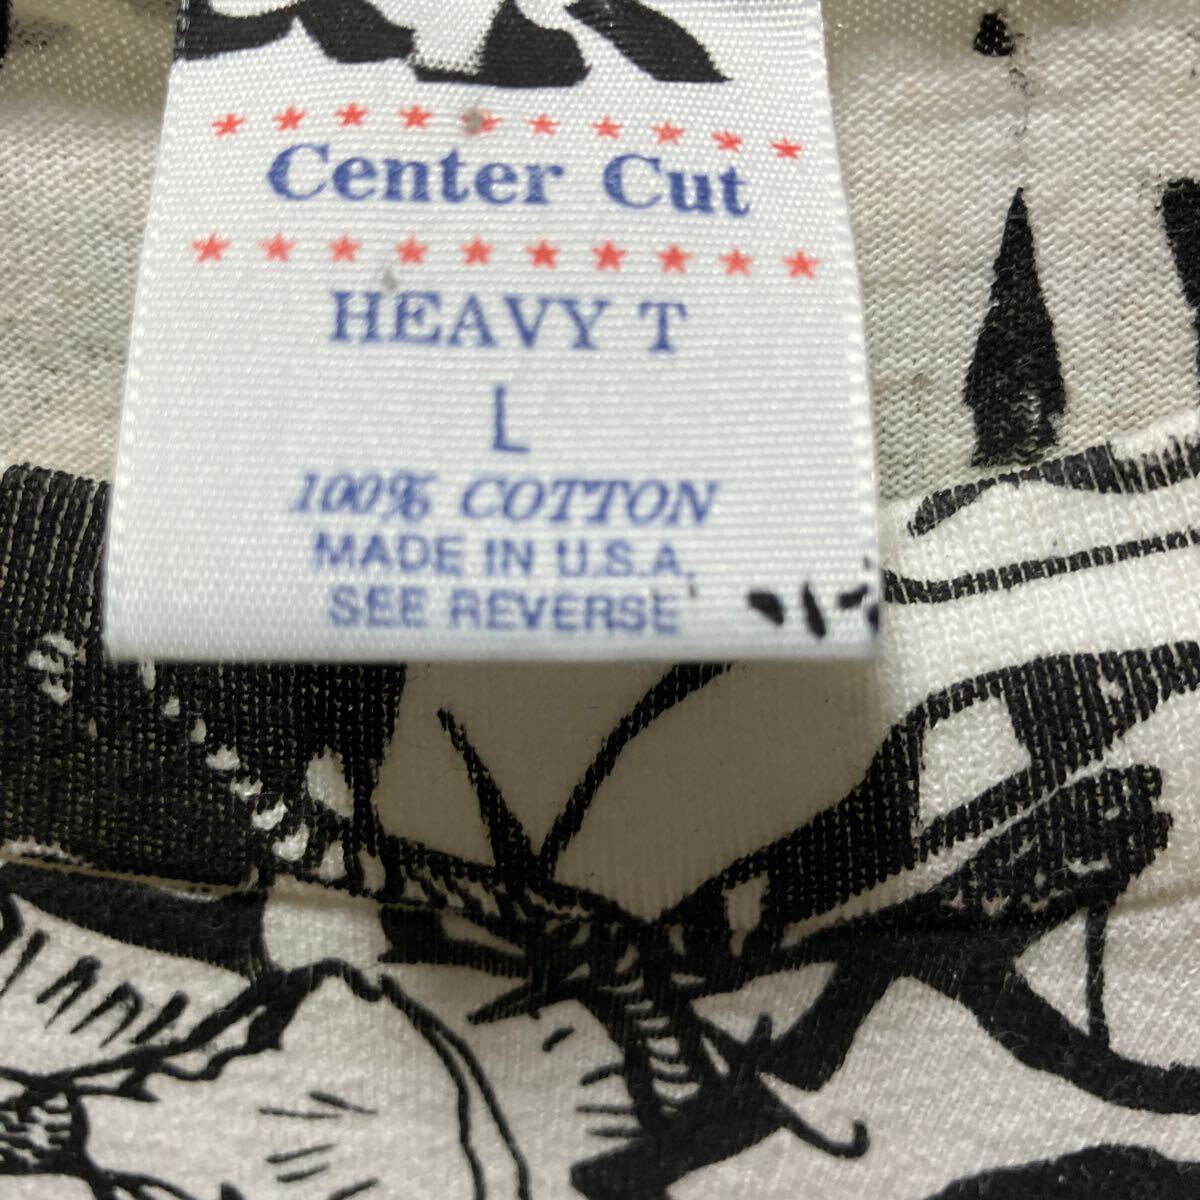 Center Cut
HEAVY T
L
100% COTTON
MADE IN U.S.A.
SEE REVERSE